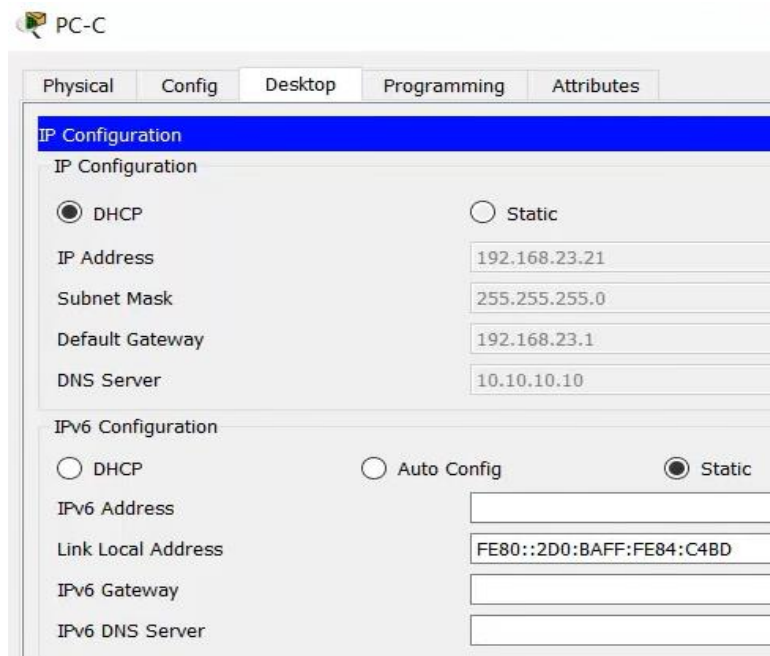 PC-C
Physical Config Desktop Programming Attributes
IP Configuration
IP Configuration
DHCP Static
IP Address 192.168.23.21
Subnet Mask 255.255.255.0
Default Gateway 192.168.23.1
DNS Server 10.10.10.10
IPv6 Configuration
DHCP Auto Config Static
IPv6 Address
Link Local Address FE80::2D0:BAFF:FE84:C4BD
IPv6 Gateway
IPv6 DNS Server